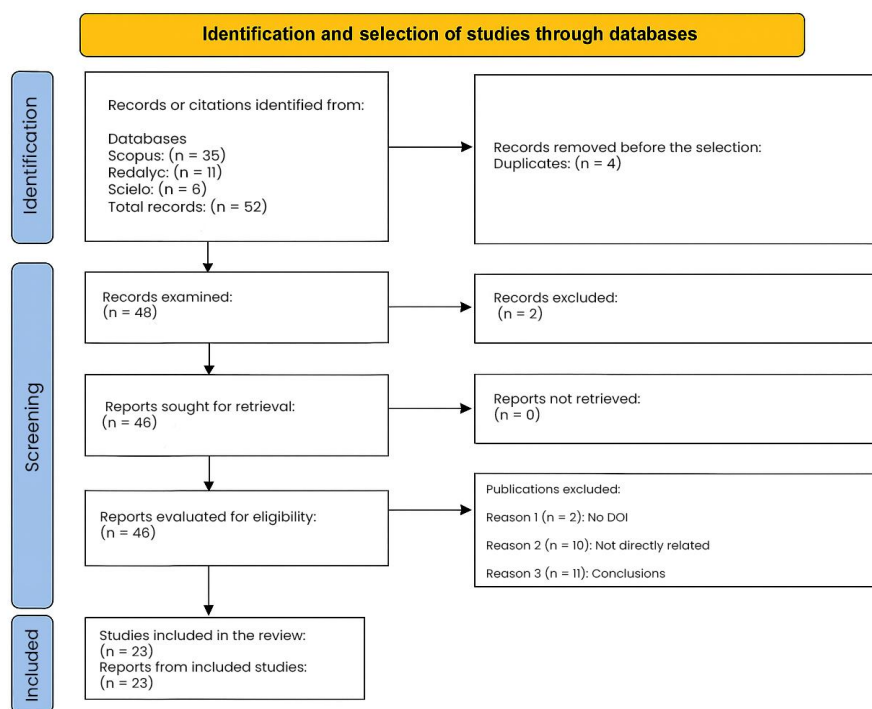 Identification and selection of studies through databases
Identification
Records or citations identified from:
Databases
Scopus: (n = 35)
Redalyc: (n = 11)
Scielo: (n = 6)
Total records: (n = 52)
Records removed before the selection:
Duplicates: (n = 4)
Screening
Records examined:
(n = 48)
Records excluded:
(n = 2)
Reports sought for retrieval:
(n = 46)
Reports not retrieved:
(n = 0)
Reports evaluated for eligibility:
(n = 46)
Publications excluded:
Reason 1 (n = 2): No DOI
Reason 2 (n = 10): Not directly related
Reason 3 (n = 11): Conclusions
Included
Studies included in the review:
(n = 23)
Reports from included studies:
(n = 23)